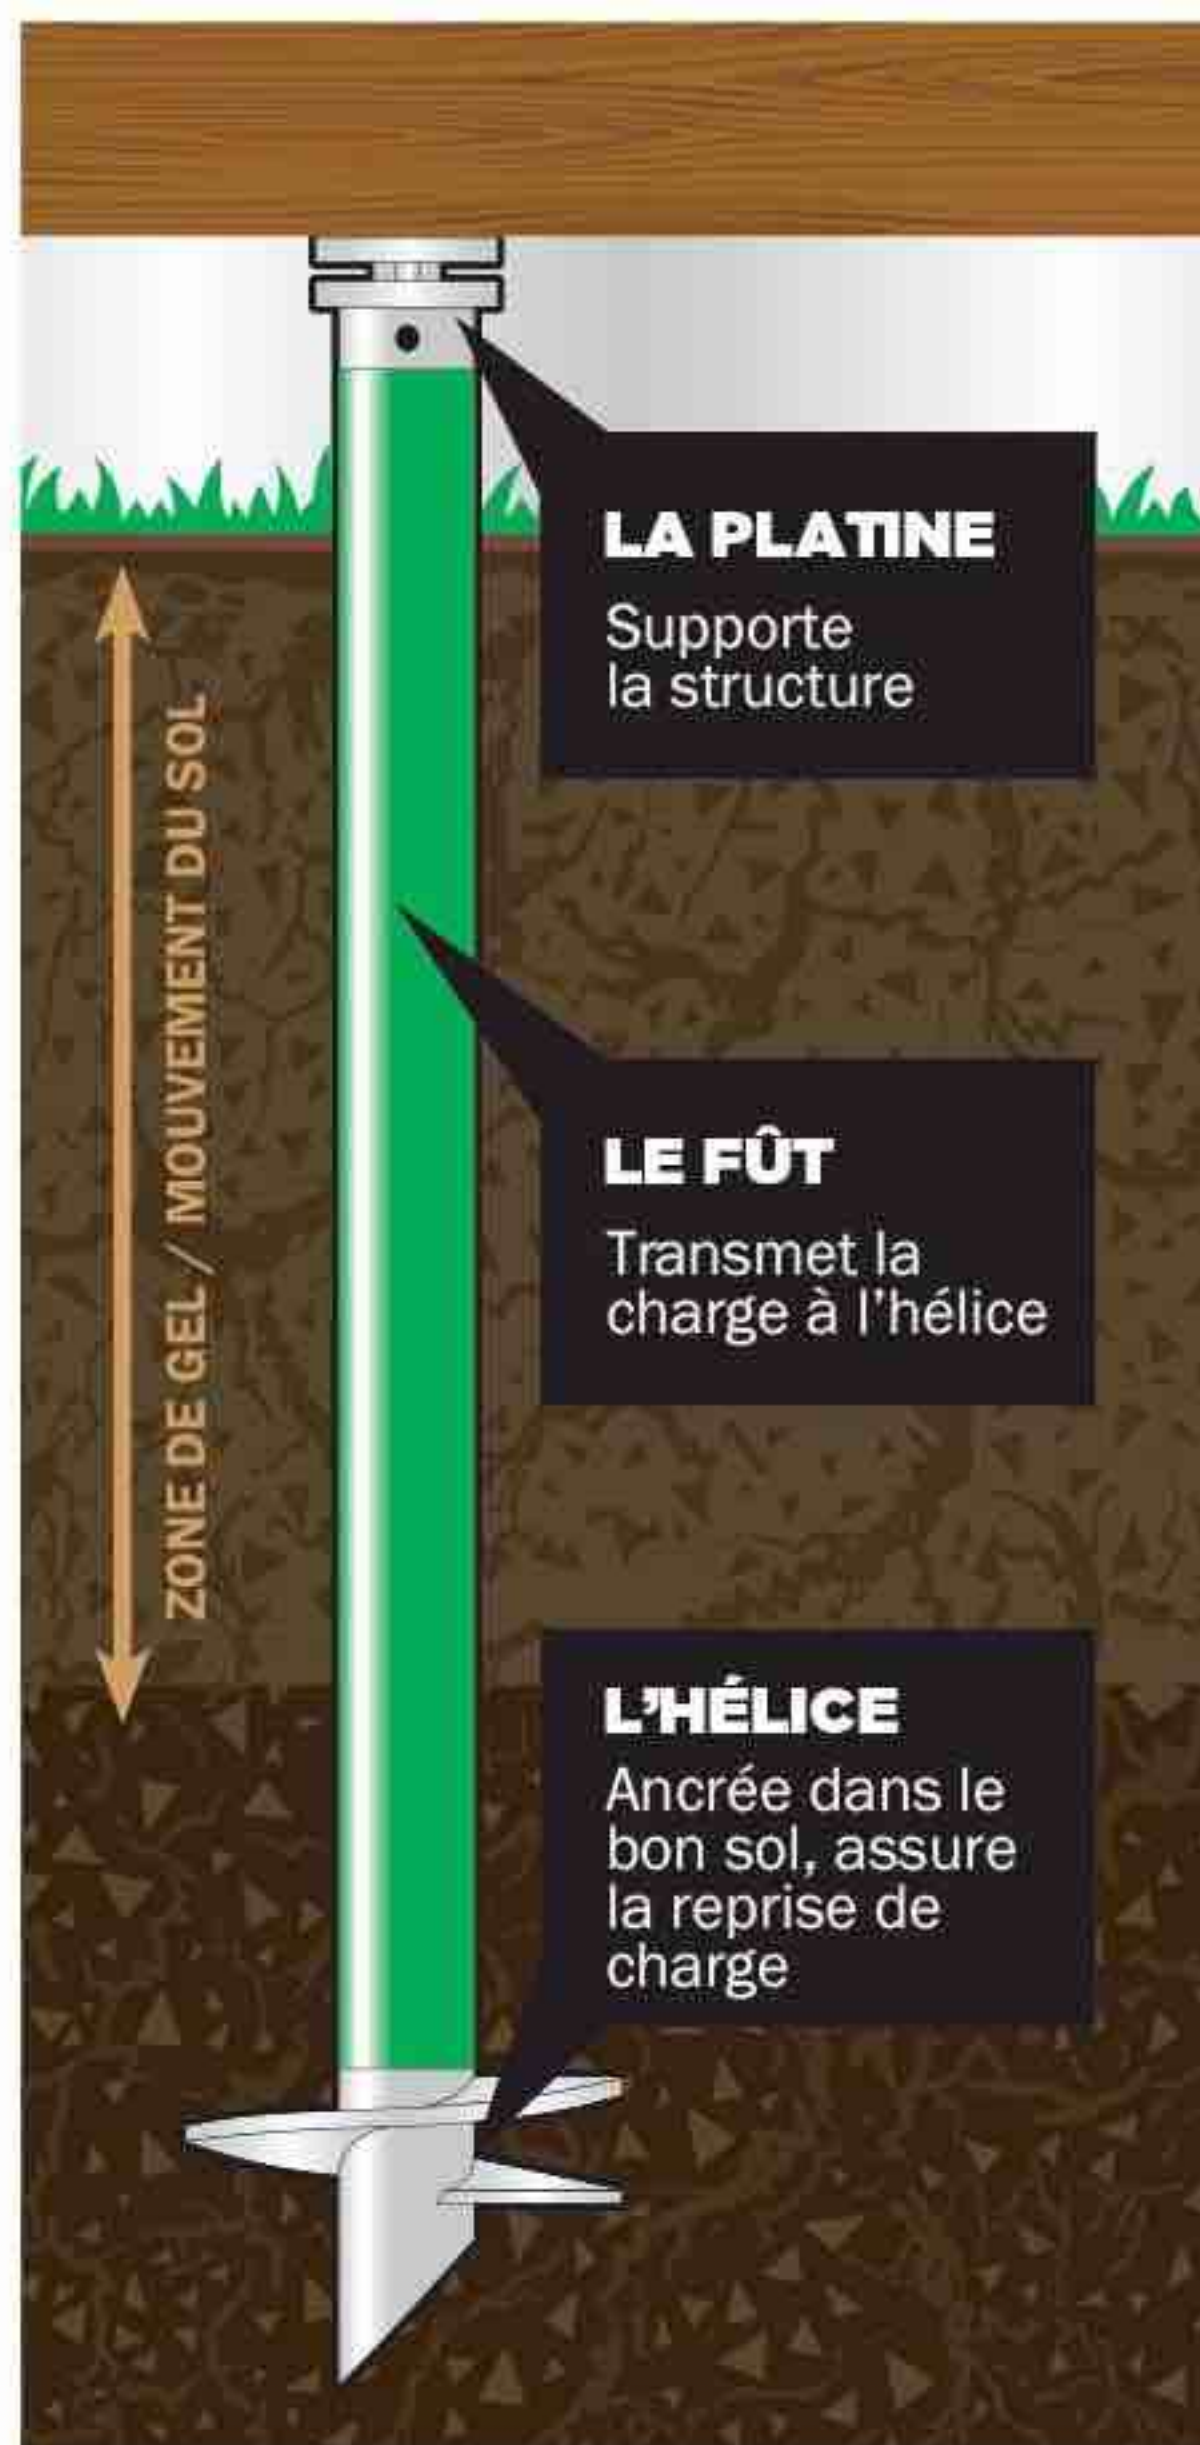 LA PLATINE
Supporte
la structure
ZONE DE GEL / MOUVEMENT DU SOL
LE FÛT
Transmet la
charge à l'hélice
L'HÉLICE
Ancrée dans le
bon sol, assure
la reprise de
charge